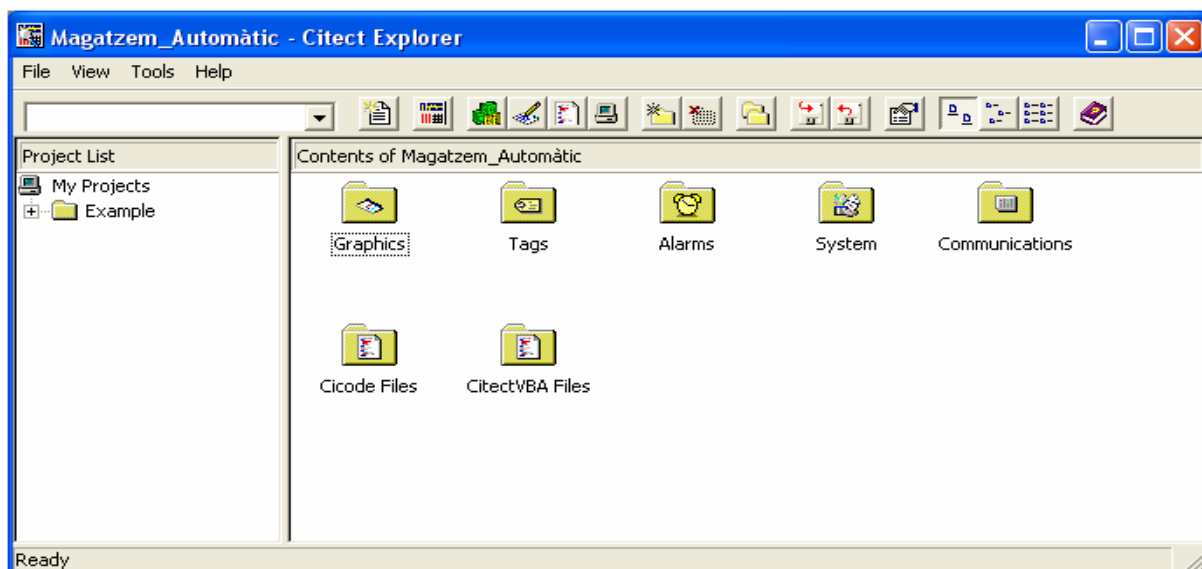 Magatzem_Automàtic - Citect Explorer
File View Tools Help
Project List
Contents of Magatzem_Automàtic
My Projects
Example
Graphics Tags Alarms System Communications
Cicode Files CitectVBA Files
Ready